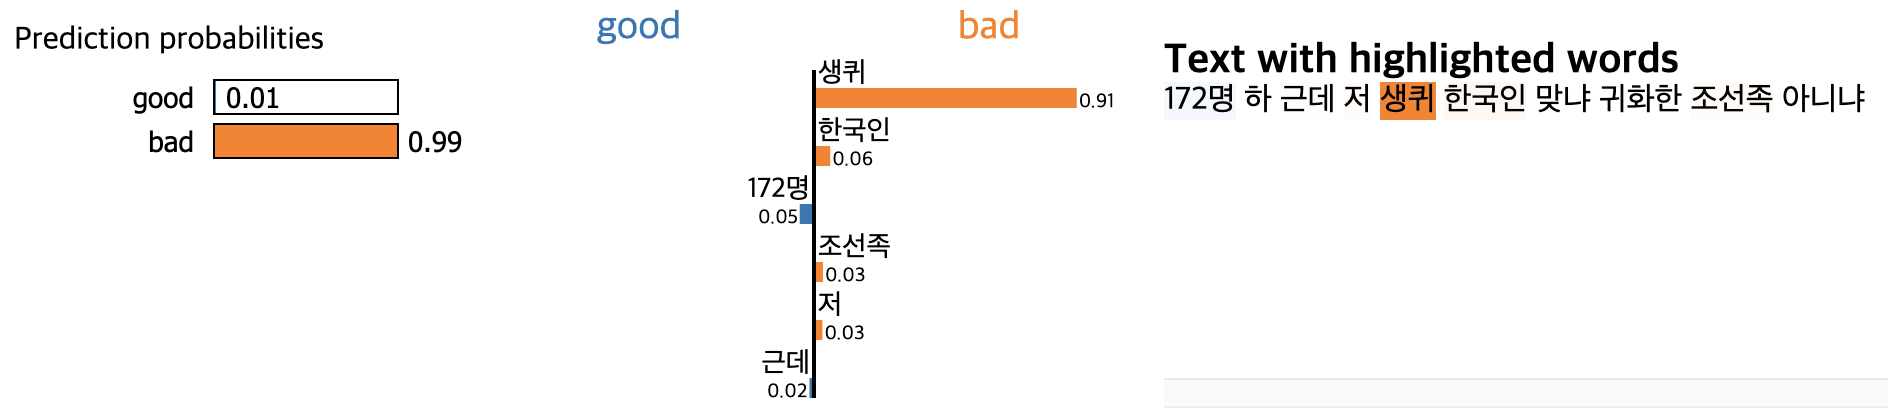 Prediction probabilities
good 0.01
bad 0.99
good bad
생퀴
0.91
한국인
0.06
172명
0.05
조선족
0.03
저
0.03
근데
0.02
Text with highlighted words
172명 하 근데 저 생퀴 한국인 맞냐 귀화한 조선족 아니냐